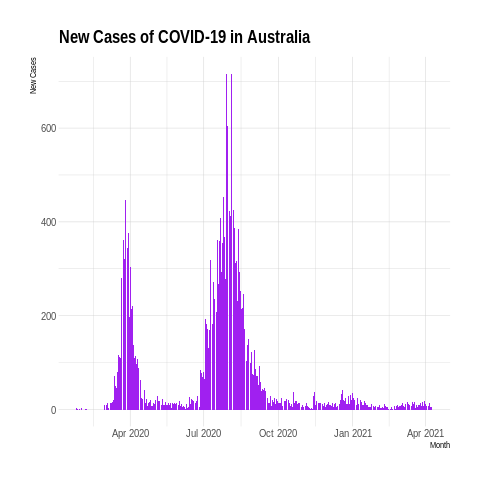 New Cases of COVID-19 in Australia
New Cases
600
400
200
0
Apr 2020 Jul 2020 Oct 2020 Jan 2021 Apr 2021
Month